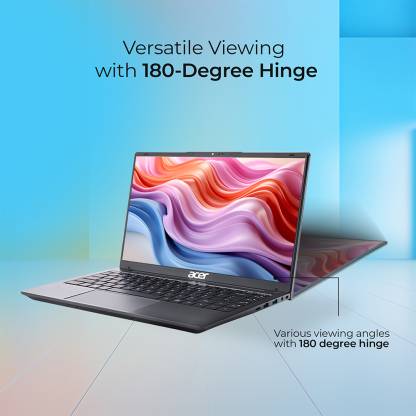 Versatile Viewing
with 180-Degree Hinge
acer
Various viewing angles
with 180 degree hinge